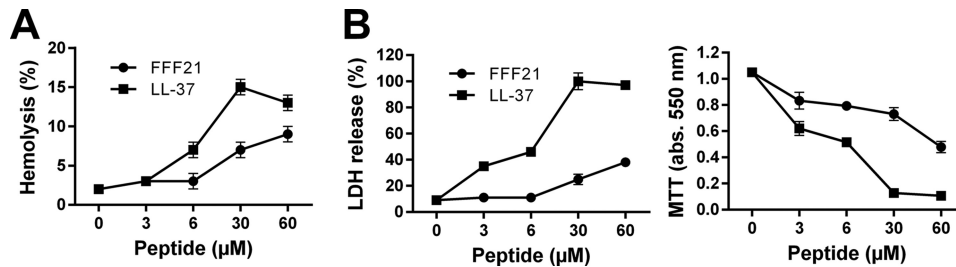 A
Hemolysis (%)
20
15
10
5
0
FFF21
LL-37
0 3 6 30 60
Peptide (µM)
B
LDH release (%)
120
100
80
60
40
20
0
FFF21
LL-37
0 3 6 30 60
Peptide (µM)
MTT (abs. 550 nm)
1.2
1.0
0.8
0.6
0.4
0.2
0.0
0 3 6 30 60
Peptide (µM)